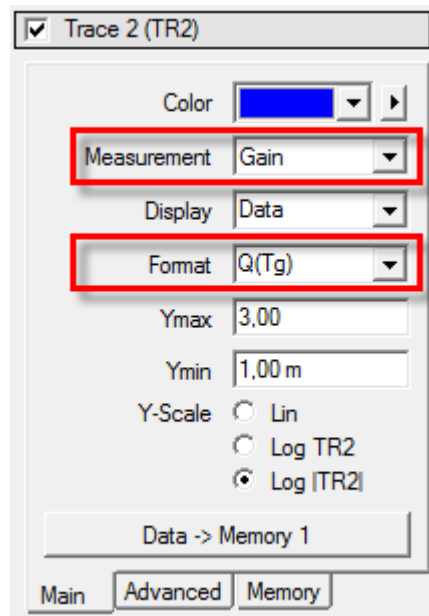 Trace 2 (TR2)
Color
Measurement Gain
Display Data
Format Q(Tg)
Ymax 3,00
Ymin 1,00 m
Y-Scale Lin
Log TR2
Log |TR2|
Data -> Memory 1
Main Advanced Memory